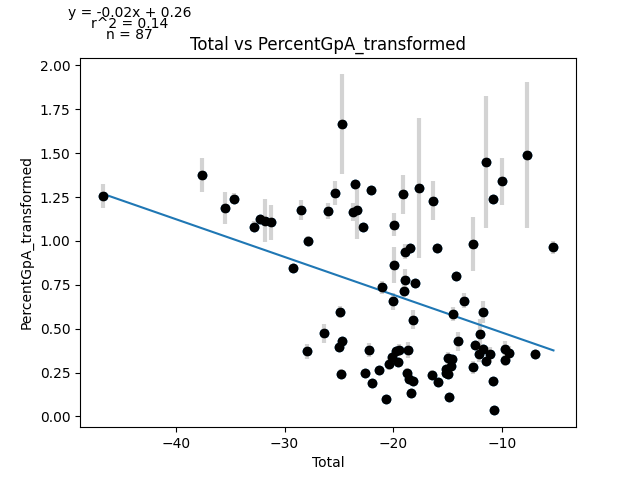 y = -0.02x + 0.26
r^2 = 0.14
n = 87
Total vs PercentGpA_transformed
2.00
1.75
1.50
1.25
1.00
0.75
0.50
0.25
0.00
PercentGpA_transformed
−40 −30 −20 −10
Total